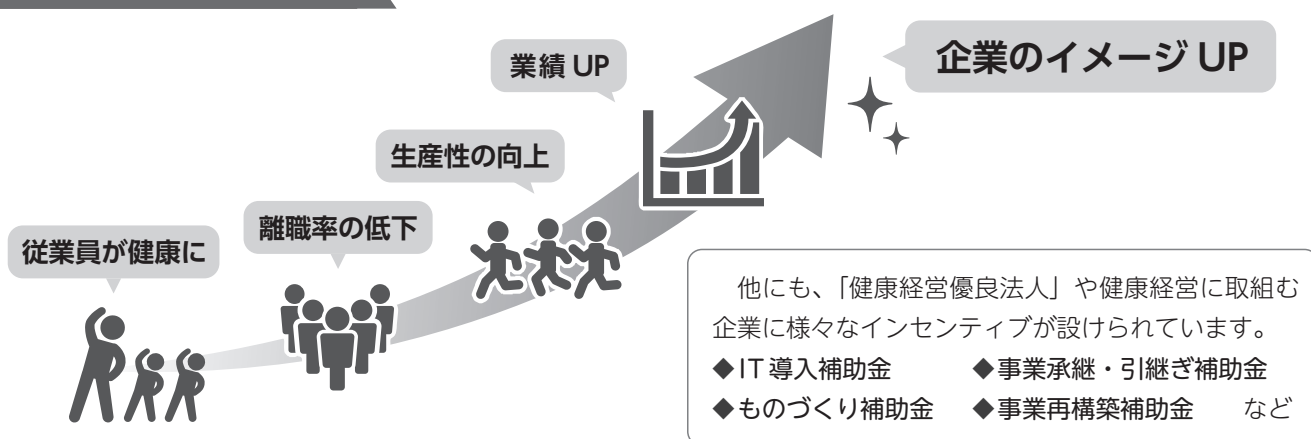 従業員が健康に
離職率の低下
生産性の向上
業績 UP
企業のイメージ UP
他にも、「健康経営優良法人」や健康経営に取組む
企業に様々なインセンティブが設けられています。
◆IT 導入補助金 ◆事業承継・引継ぎ補助金
◆ものづくり補助金 ◆事業再構築補助金 など